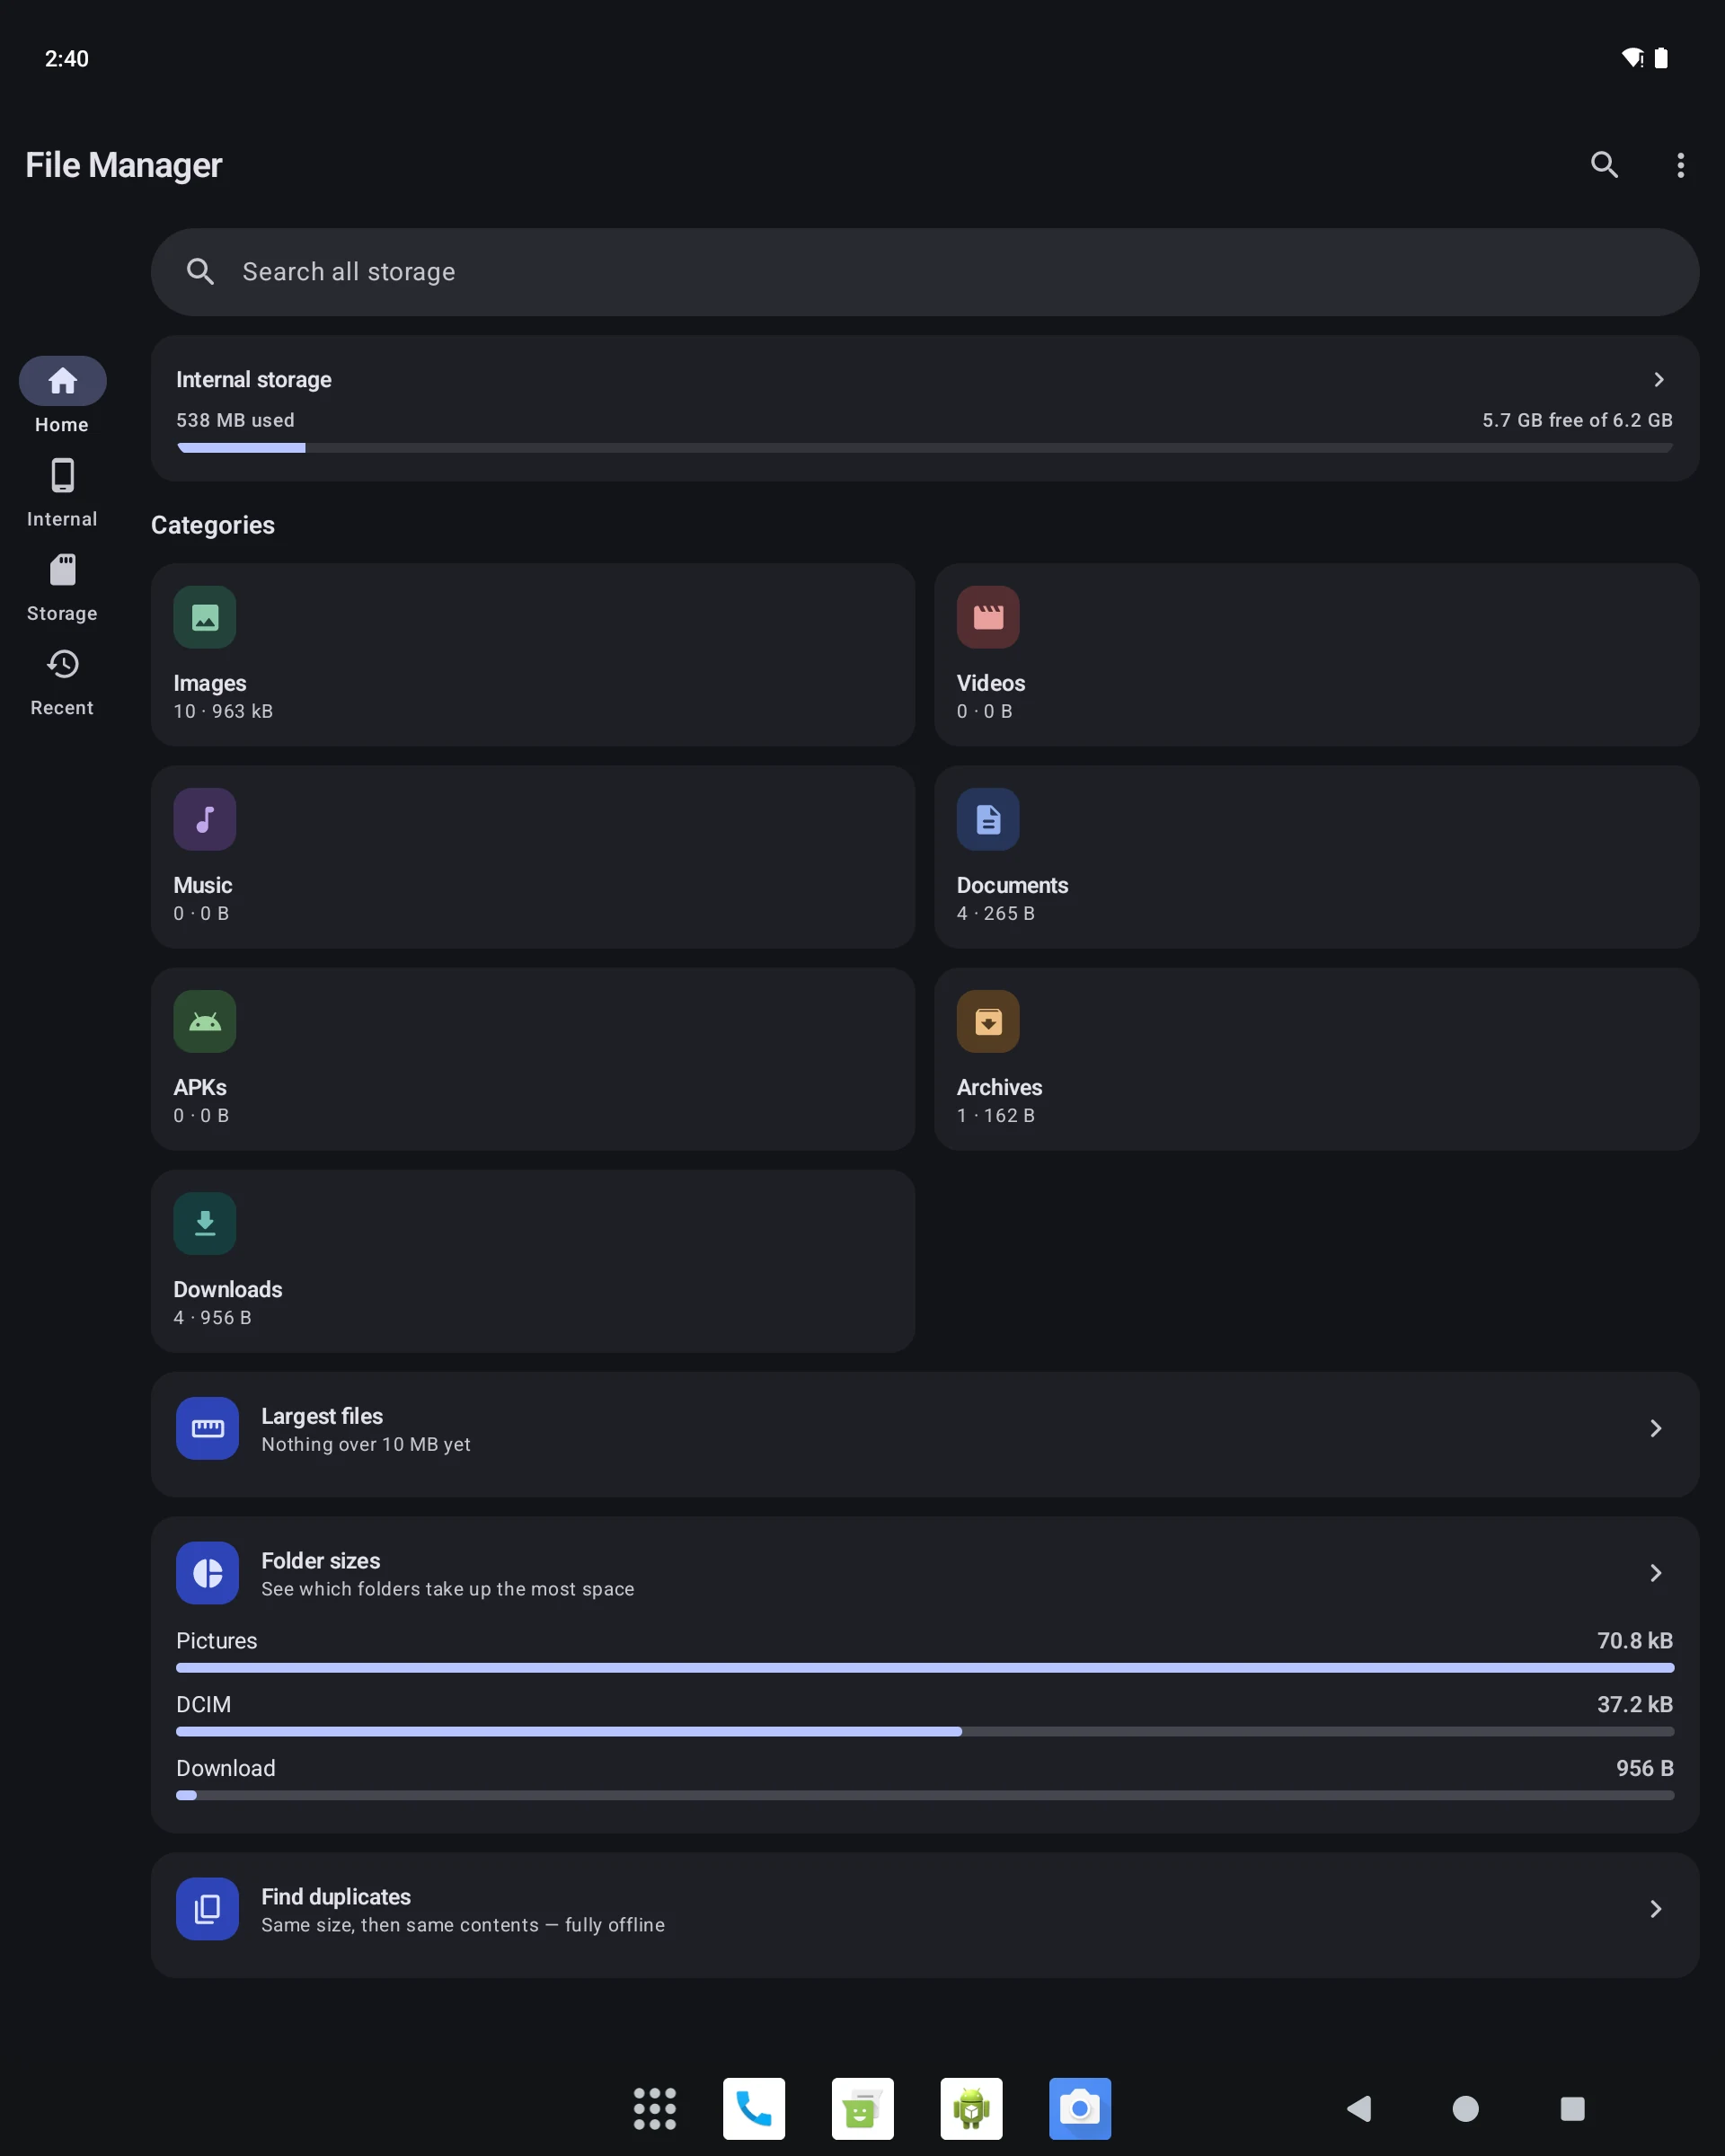 2:40
File Manager
Search all storage
Home
Internal
Storage
Recent
Internal storage
538 MB used
5.7 GB free of 6.2 GB
Categories
Images
10 · 963 kB
Videos
0 · 0 B
Music
0 · 0 B
Documents
4 · 265 B
APKs
0 · 0 B
Archives
1 · 162 B
Downloads
4 · 956 B
Largest files
Nothing over 10 MB yet
Folder sizes
See which folders take up the most space
Pictures
70.8 kB
DCIM
37.2 kB
Download
956 B
Find duplicates
Same size, then same contents — fully offline